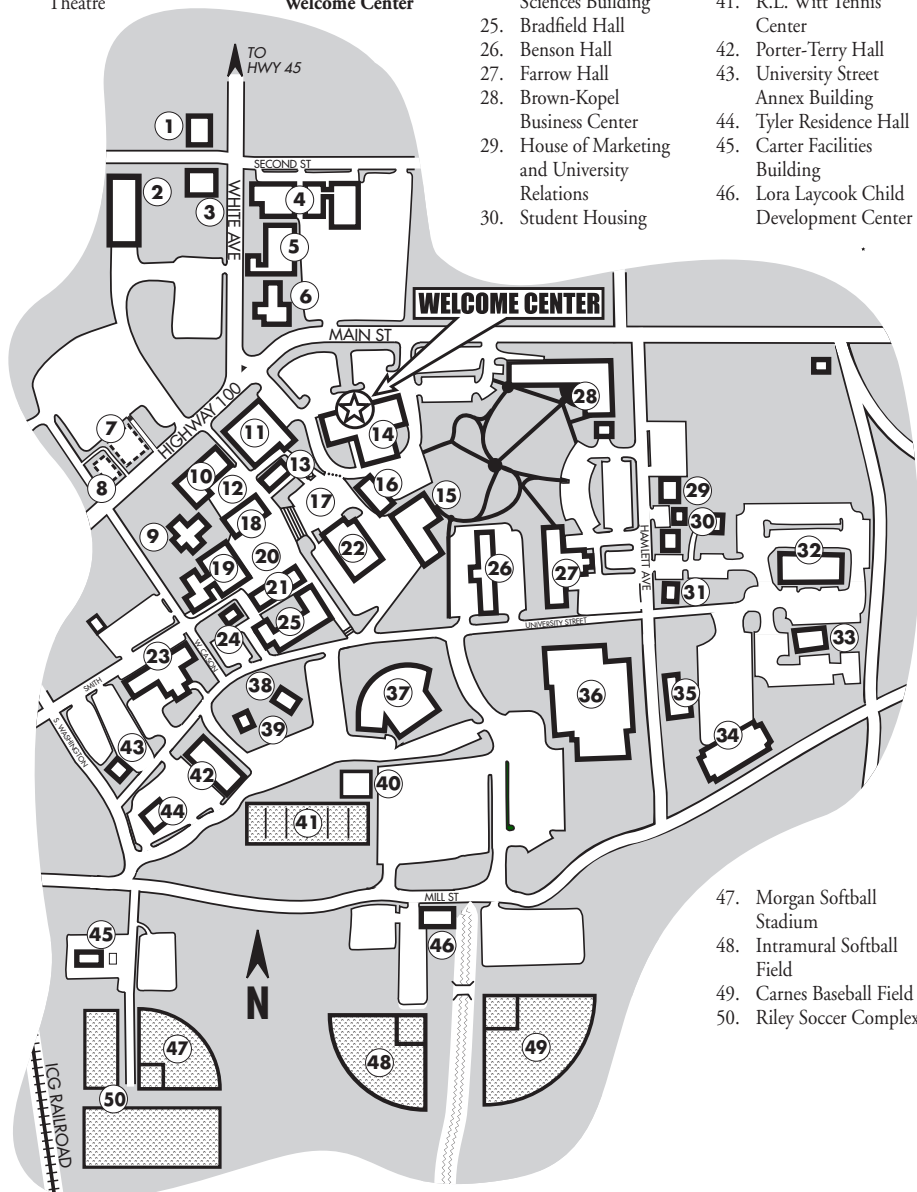 Theatre
Welcome Center
Sciences Building
25. Bradfield Hall
26. Benson Hall
27. Farrow Hall
28. Brown-Kopel
Business Center
29. House of Marketing
and University
Relations
30. Student Housing
41. R.L. Witt Tennis
Center
42. Porter-Terry Hall
43. University Street
Annex Building
44. Tyler Residence Hall
45. Carter Facilities
Building
46. Lora Laycook Child
Development Center
TO
HWY 45
1
SECOND ST
2
3
WHITE AVE
4
5
6
WELCOME CENTER
MAIN ST
HIGHWAY 100
7
8
9
10
11
12
13
14
15
16
17
18
19
20
21
22
23
24
25
26
27
28
29
30
31
32
33
34
35
36
37
38
39
40
41
42
43
44
HAMLETT AVE
UNIVERSITY STREET
W. CASON
SMITH
S. WASHINGTON
MILL ST
45
46
N
47
48
49
50
ICG RAILROAD
47. Morgan Softball
Stadium
48. Intramural Softball
Field
49. Carnes Baseball Field
50. Riley Soccer Complex